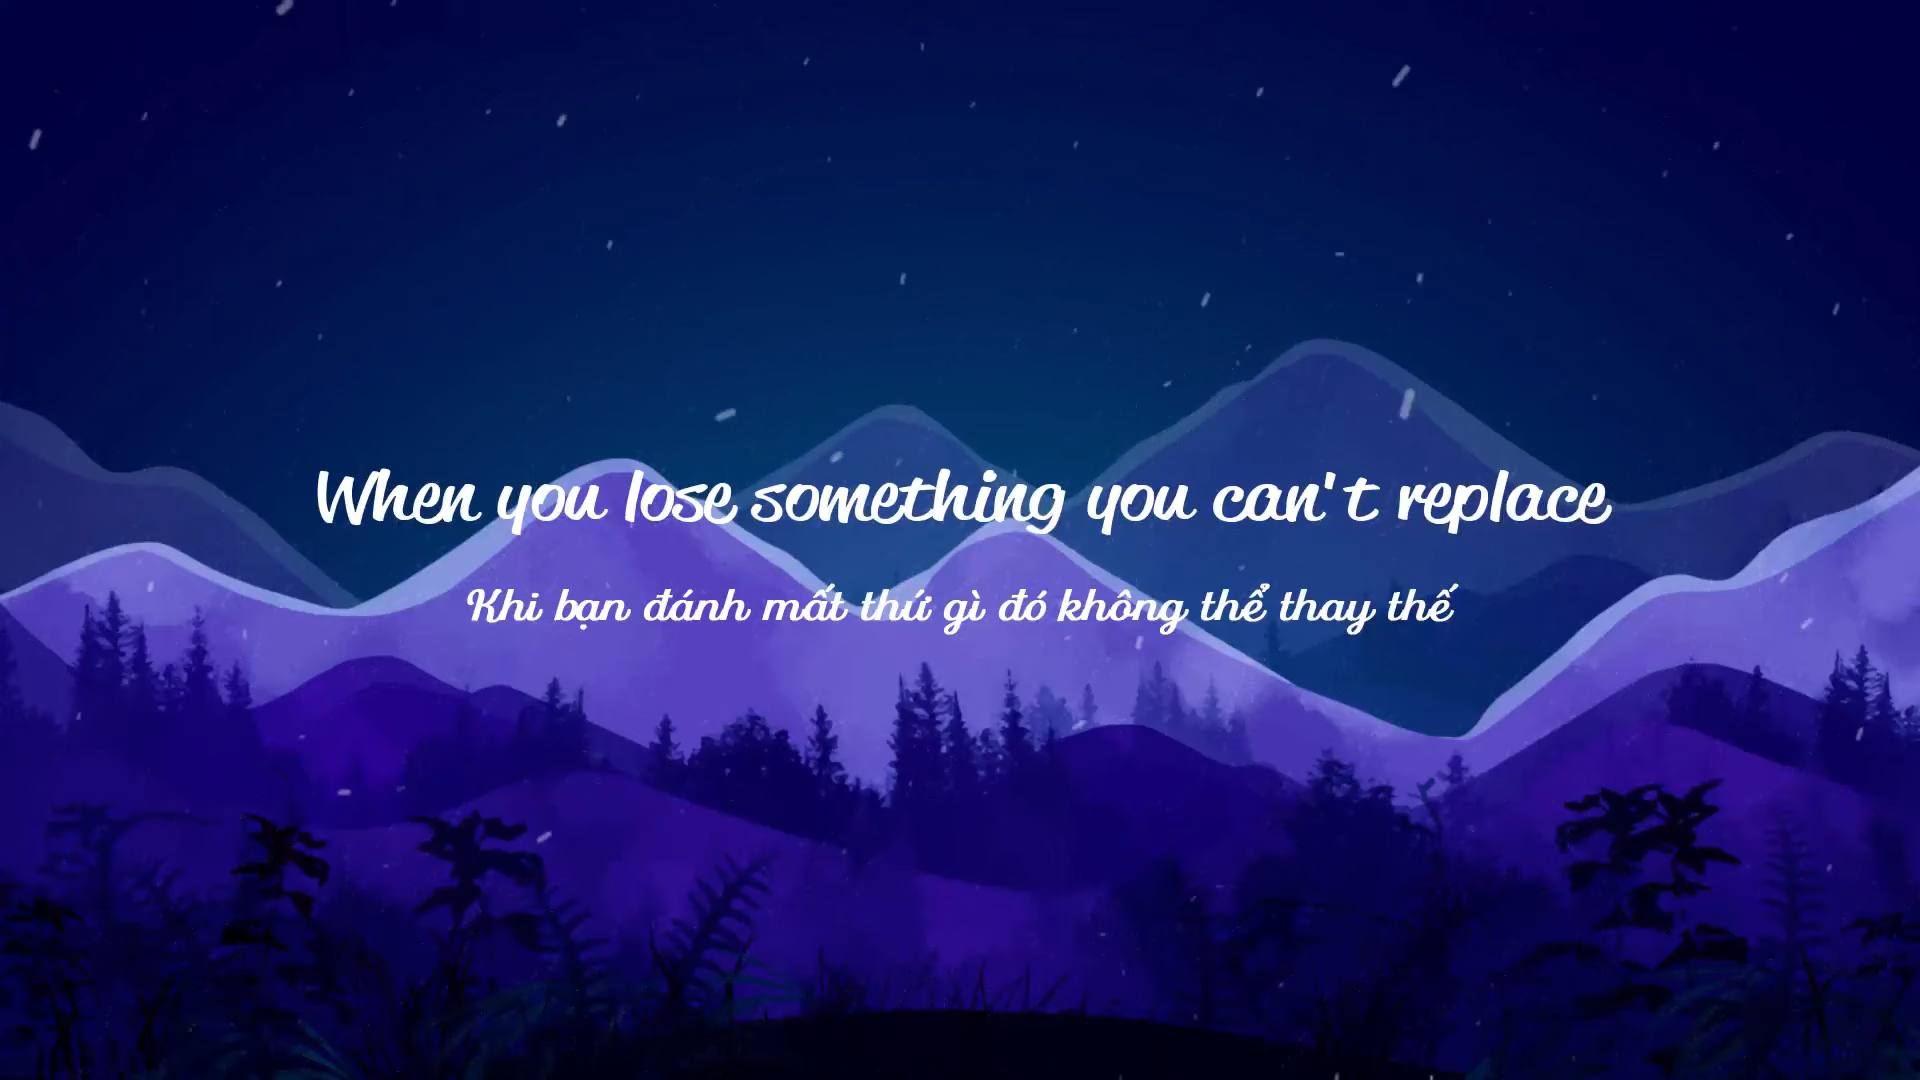 When you lose something you can't replace
Khi bạn đánh mất thứ gì đó không thể thay thế